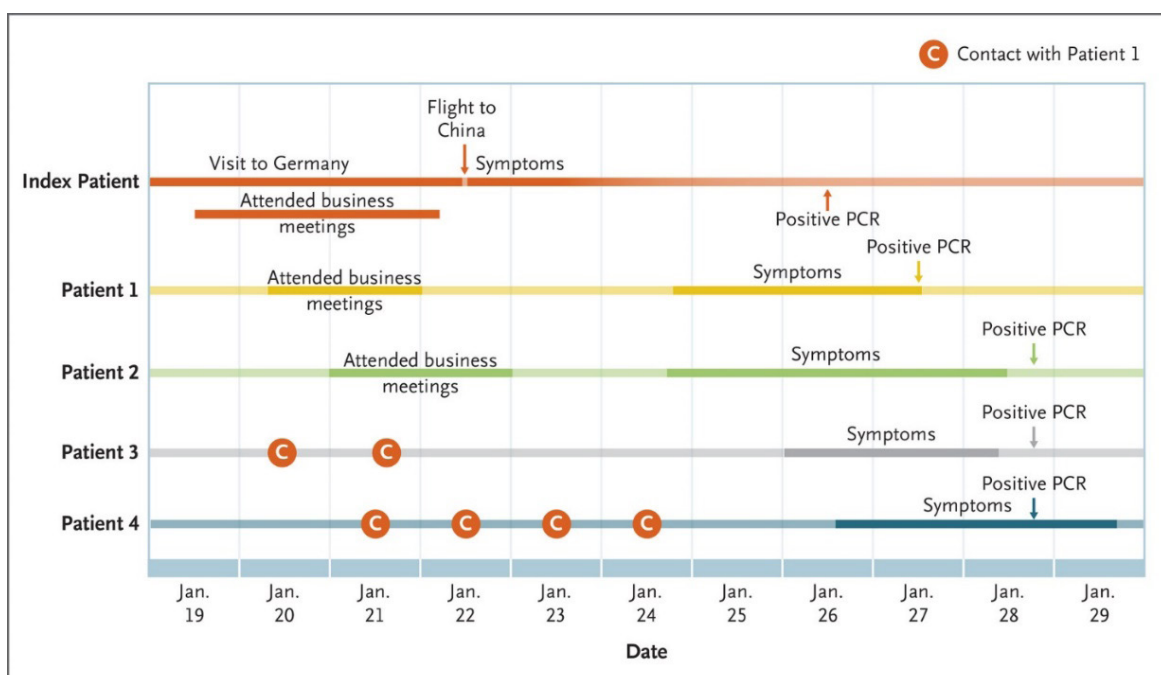 C Contact with Patient 1
Flight to
China
Visit to Germany
Symptoms
Index Patient
Attended business
meetings
Positive PCR
Positive PCR
Attended business
meetings
Symptoms
Patient 1
Positive PCR
Attended business
meetings
Symptoms
Patient 2
Positive PCR
Symptoms
Patient 3
C
C
Positive PCR
Symptoms
Patient 4
C
C
C
C
Jan.
19
Jan.
20
Jan.
21
Jan.
22
Jan.
23
Jan.
24
Jan.
25
Jan.
26
Jan.
27
Jan.
28
Jan.
29
Date